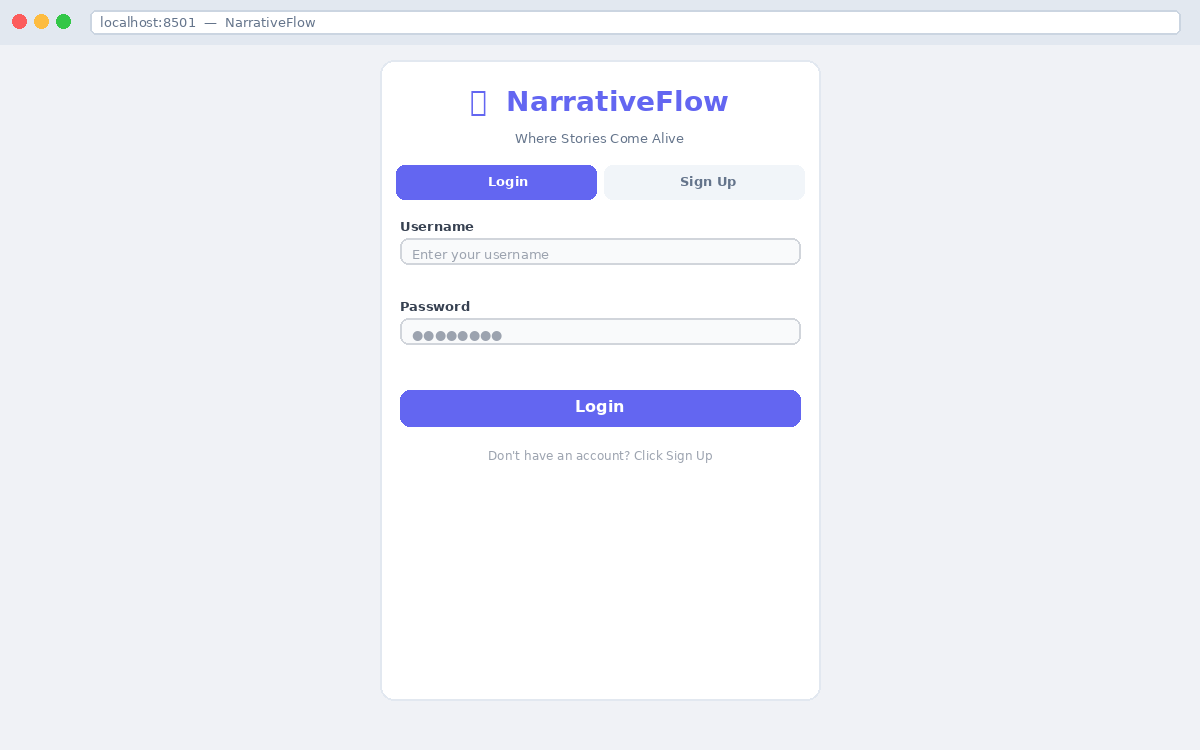 localhost:8501 — NarrativeFlow
NarrativeFlow
Where Stories Come Alive
Login Sign Up
Username
Enter your username
Password
●●●●●●●●
Login
Don't have an account? Click Sign Up